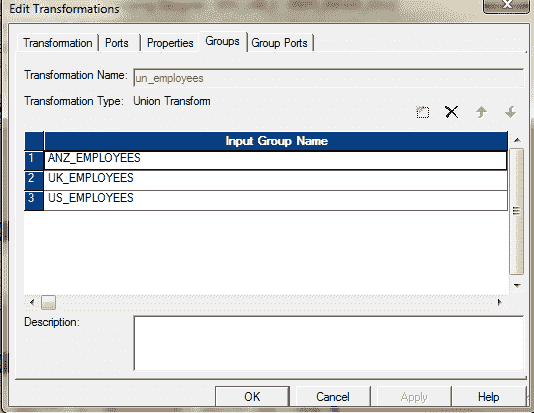 Edit Transformations
X
Transformation
Ports
Properties
Groups
Group Ports
Transformation Name: un_employees
Transformation Type: Union Transform
Input Group Name
1 ANZ_EMPLOYEES
2 UK_EMPLOYEES
3 US_EMPLOYEES
Description:
OK Cancel Apply Help